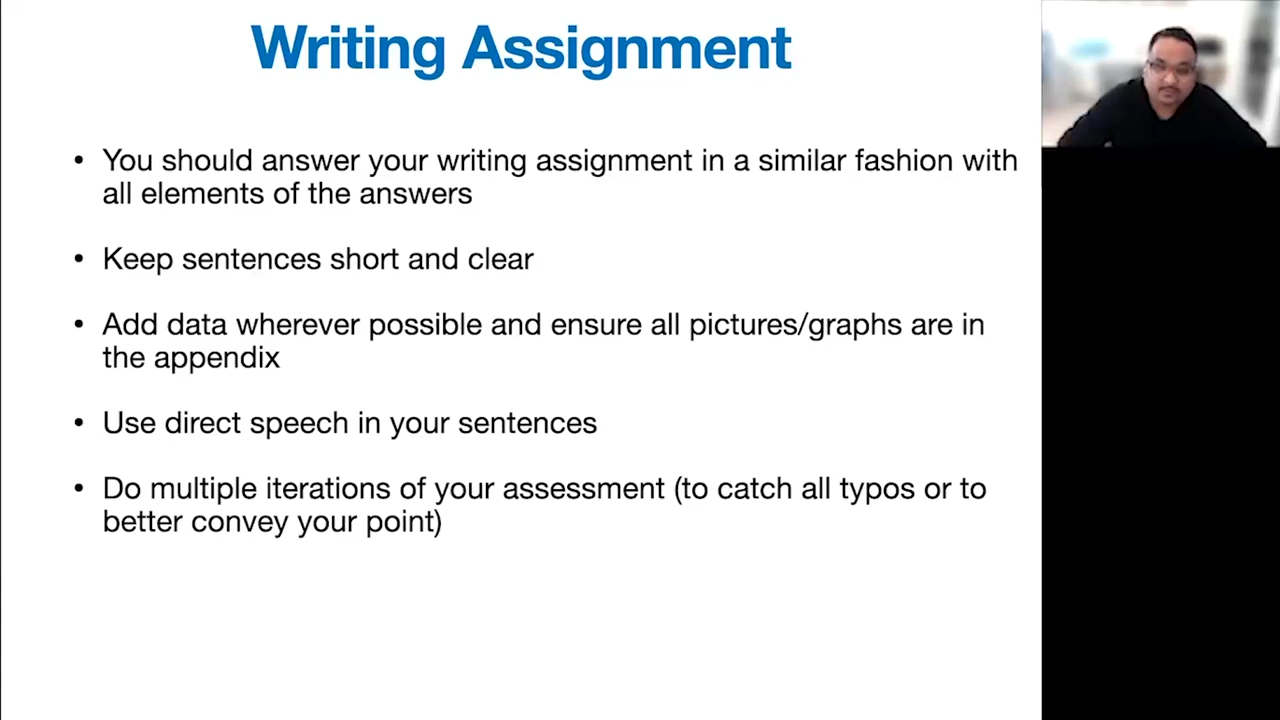 Writing Assignment
• You should answer your writing assignment in a similar fashion with
all elements of the answers
• Keep sentences short and clear
• Add data wherever possible and ensure all pictures/graphs are in
the appendix
• Use direct speech in your sentences
• Do multiple iterations of your assessment (to catch all typos or to
better convey your point)